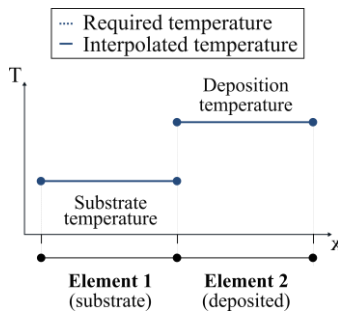 Required temperature
Interpolated temperature
T
Deposition
temperature
Substrate
temperature
χ
Element 1
(substrate)
Element 2
(deposited)